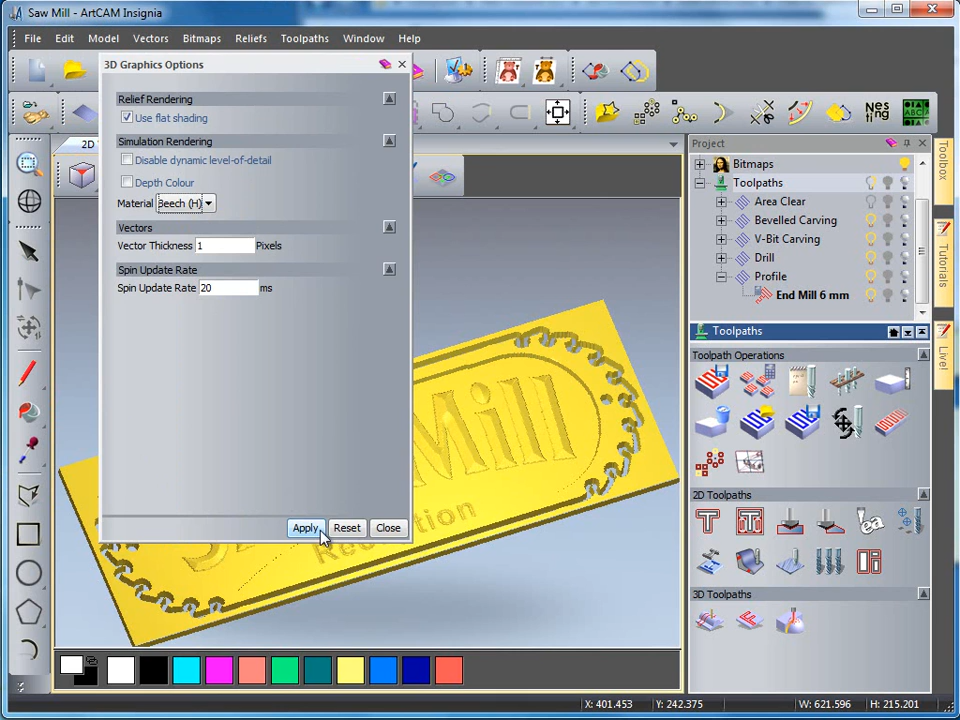 Saw Mill - ArtCAM Insignia
File Edit Model Vectors Bitmaps Reliefs Toolpaths Window Help
3D Graphics Options
Relief Rendering
Use flat shading
Simulation Rendering
Disable dynamic level-of-detail
Depth Colour
Material Beech (H)
Vectors
Vector Thickness 1 Pixels
Spin Update Rate
Spin Update Rate 20 ms
Apply Reset Close
2D
Nes
ting
ABC
Mill
Reception
Project
Bitmaps
Toolpaths
Area Clear
Bevelled Carving
V-Bit Carving
Drill
Profile
End Mill 6 mm
Toolpaths
Toolpath Operations
2D Toolpaths
3D Toolpaths
Toolbox
Tutorials
Live!
X: 401.453 Y: 242.375 W: 621.596 H: 215.201